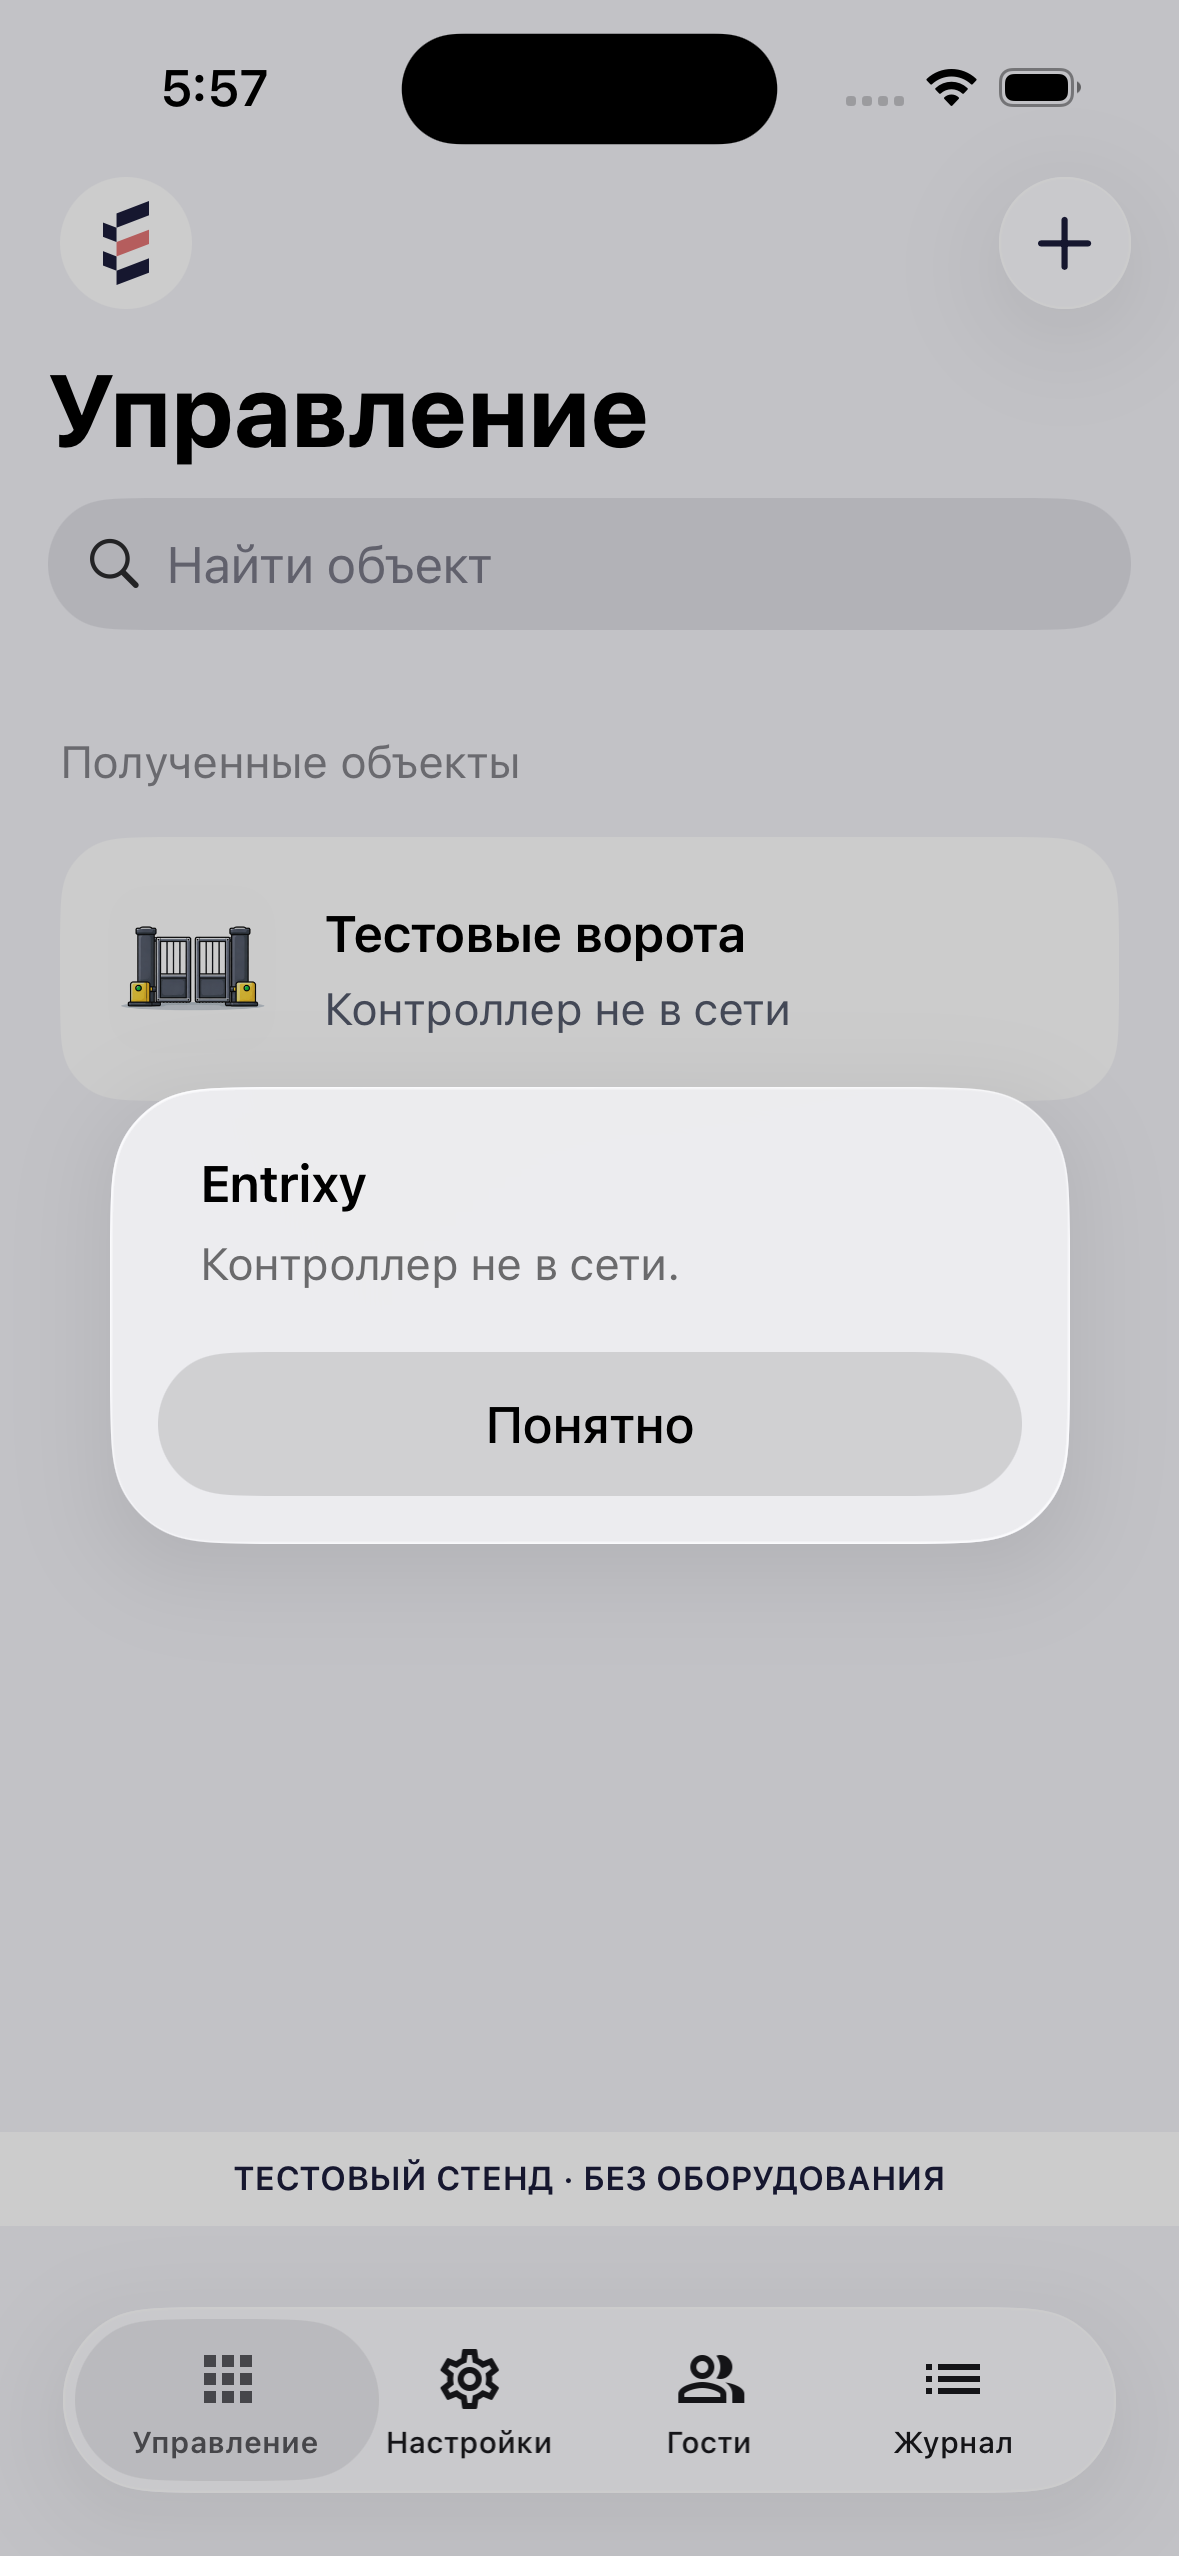 5:57
Управление
Найти объект
Полученные объекты
Тестовые ворота
Контроллер не в сети
Entrixy
Контроллер не в сети.
Понятно
ТЕСТОВЫЙ СТЕНД · БЕЗ ОБОРУДОВАНИЯ
Управление
Настройки
Гости
Журнал